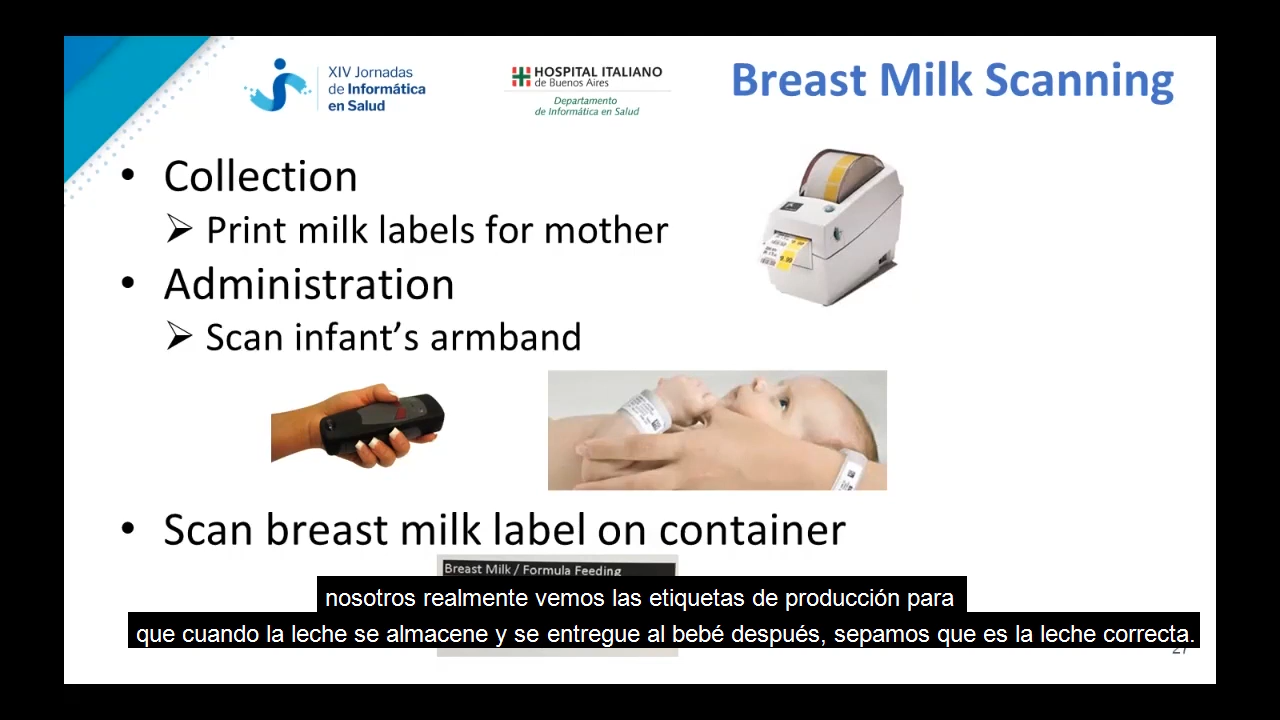 XIV Jornadas
de Informática
en Salud
HOSPITAL ITALIANO
de Buenos Aires
Departamento
de Informática en Salud
Breast Milk Scanning
• Collection
➢ Print milk labels for mother
• Administration
➢ Scan infant’s armband
• Scan breast milk label on container
Breast Milk / Formula Feeding
nosotros realmente vemos las etiquetas de producción para
que cuando la leche se almacene y se entregue al bebé después, sepamos que es la leche correcta.
27